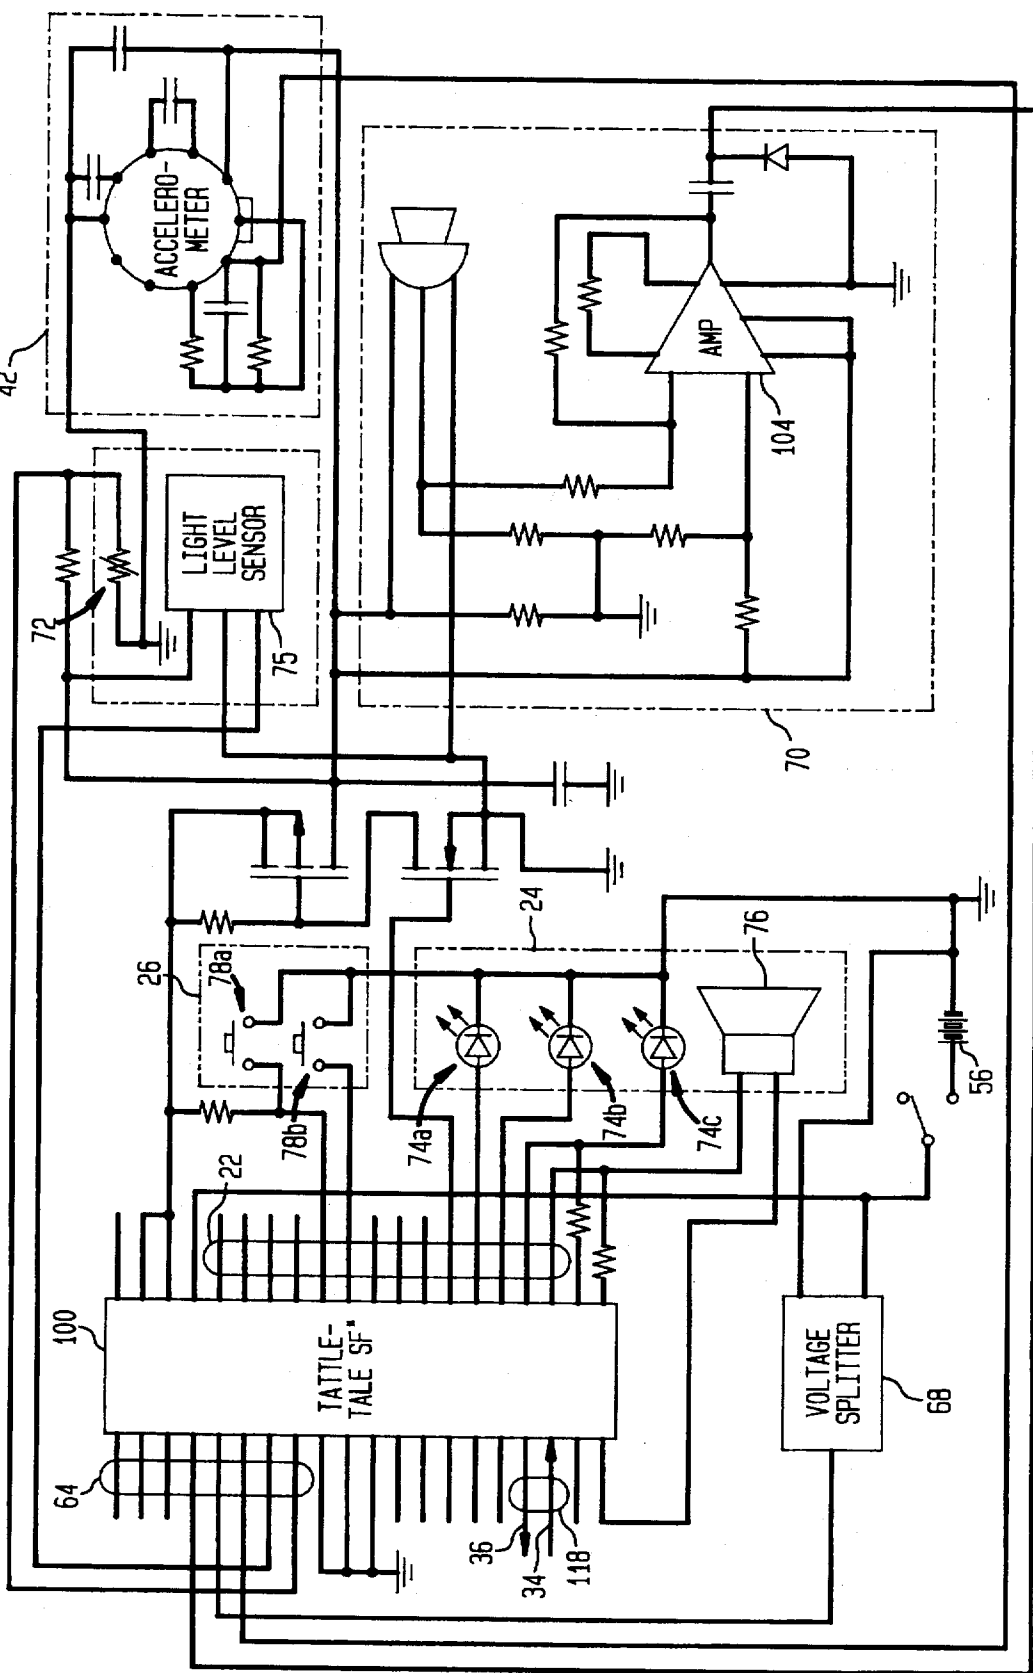 42
ACCELERO-
METER
72
LIGHT
LEVEL
SENSOR
75
AMP
104
70
26
78a
78b
24
76
74a
74b
74c
56
22
100
TATTLE-
TALE SF"
64
36
34
118
VOLTAGE
SPLITTER
68